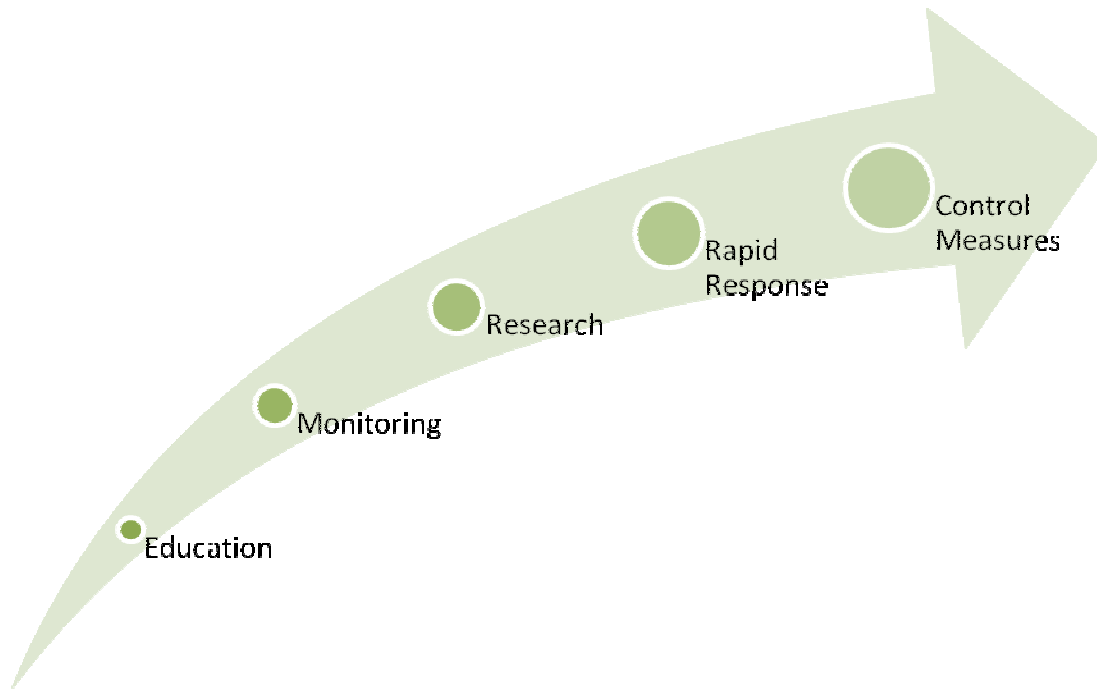 Education
Monitoring
Research
Rapid
Response
Control
Measures